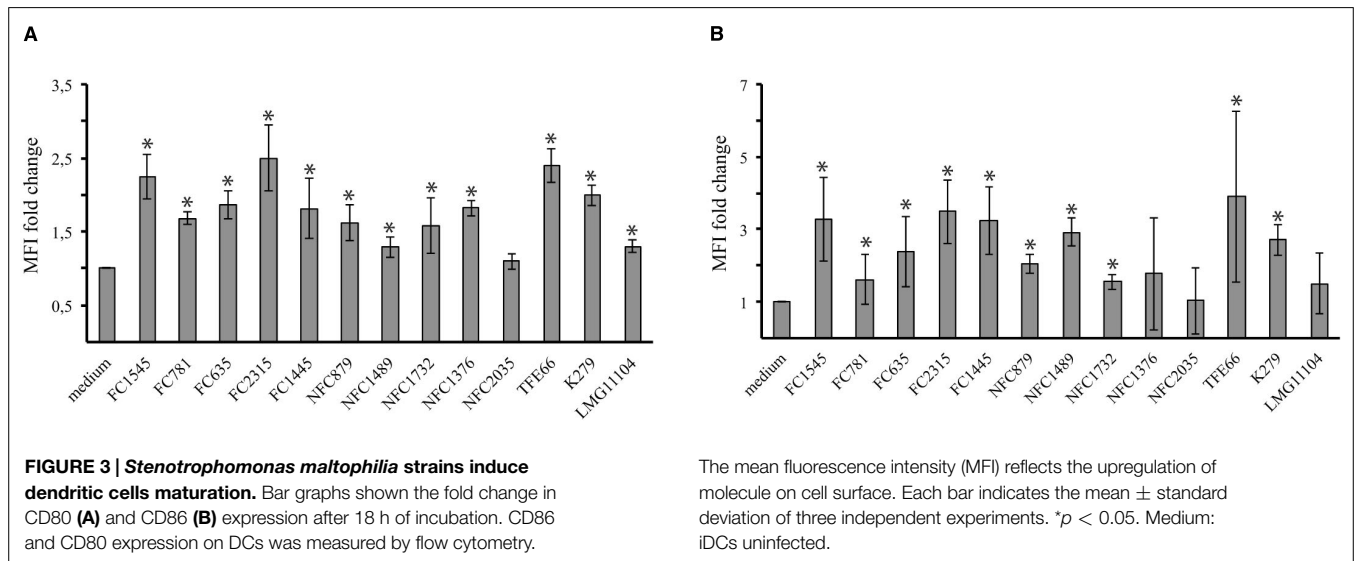 A
MFI fold change
3,5
2,5
1,5
0,5
*
*
*
*
*
*
*
*
*
*
*
*
medium
FC1545
FC781
FC635
FC2315
FC1445
NFC879
NFC1489
NFC1732
NFC1376
NFC2035
TFE66
K279
LMG11104
B
MFI fold change
7
5
3
1
*
*
*
*
*
*
*
*
*
*
medium
FC1545
FC781
FC635
FC2315
FC1445
NFC879
NFC1489
NFC1732
NFC1376
NFC2035
TFE66
K279
LMG11104
FIGURE 3 | Stenotrophomonas maltophilia strains induce
dendritic cells maturation. Bar graphs shown the fold change in
CD80 (A) and CD86 (B) expression after 18 h of incubation. CD86
and CD80 expression on DCs was measured by flow cytometry.
The mean fluorescence intensity (MFI) reflects the upregulation of
molecule on cell surface. Each bar indicates the mean ± standard
deviation of three independent experiments. *p < 0.05. Medium:
iDCs uninfected.